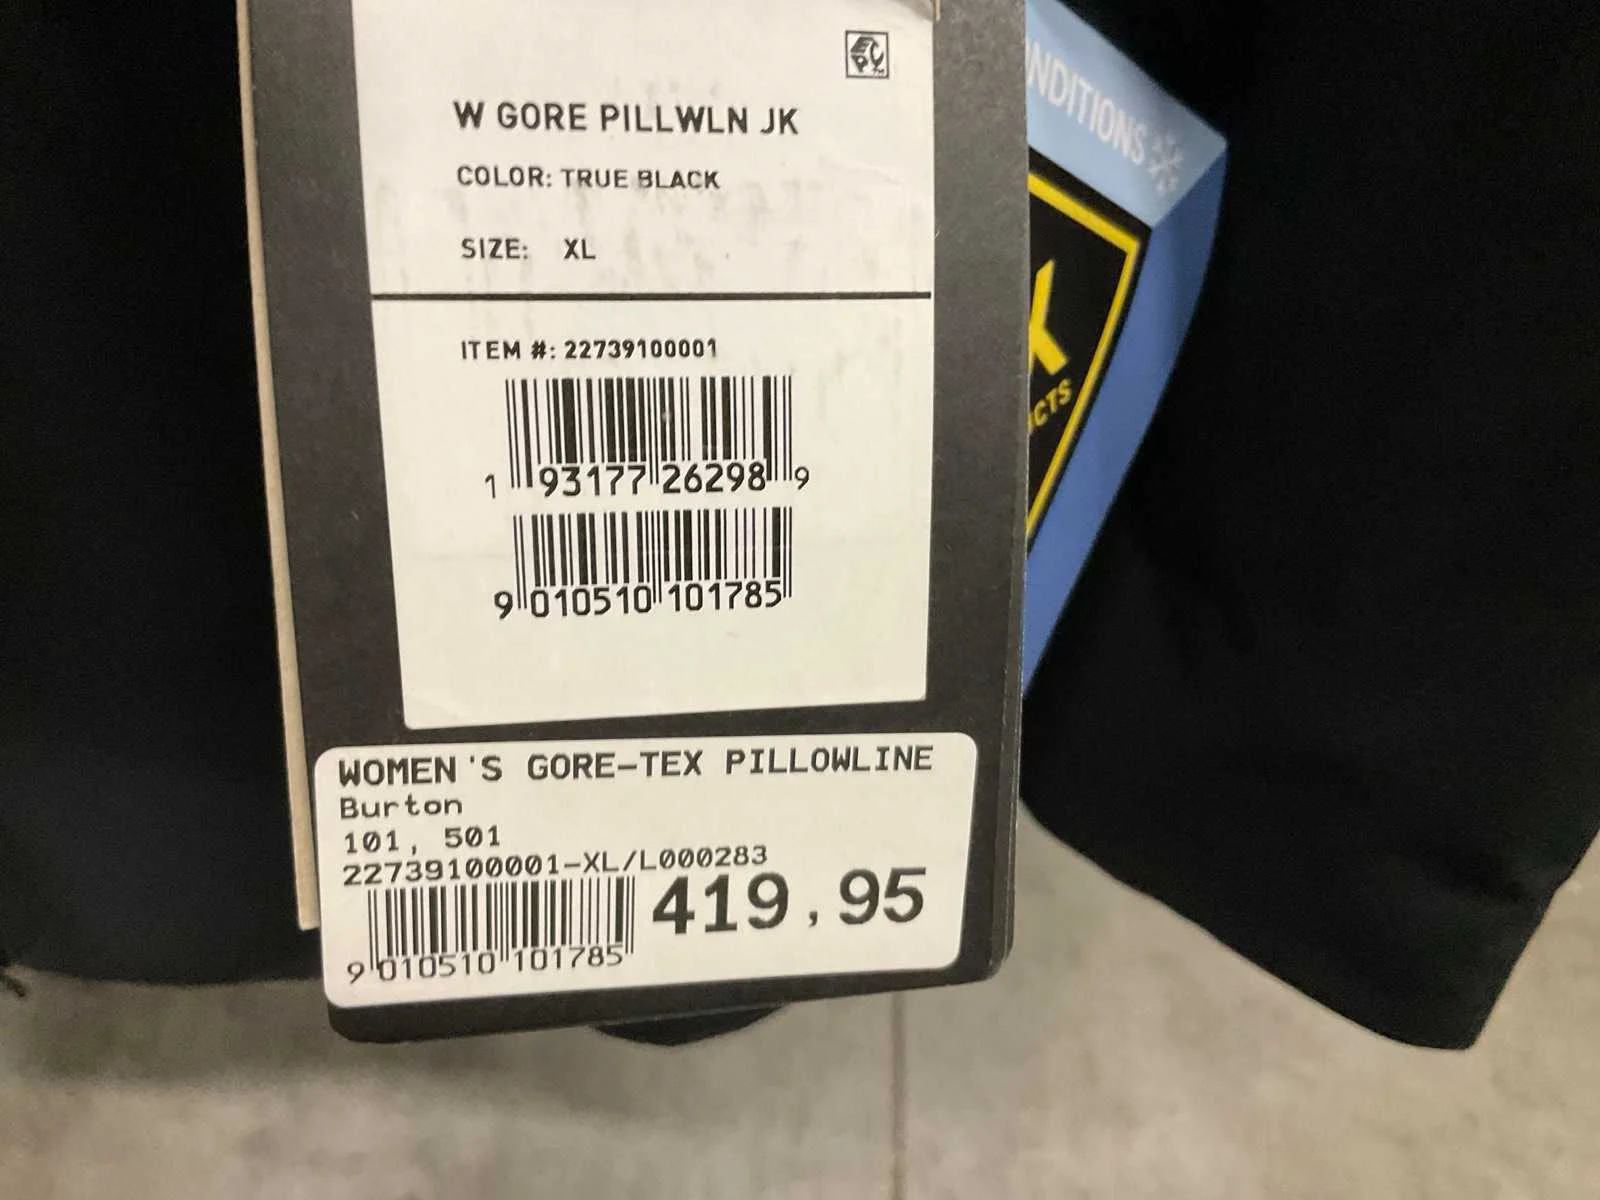 W GORE PILLWLN JK
COLOR: TRUE BLACK
SIZE: XL
ITEM #: 22739100001
1 93177 26298 9
9 010510 101785
NDITIONS
X
CTS
WOMEN'S GORE-TEX PILLOWLINE
Burton
101, 501
22739100001-XL/L000283
419,95
9 010510 101785